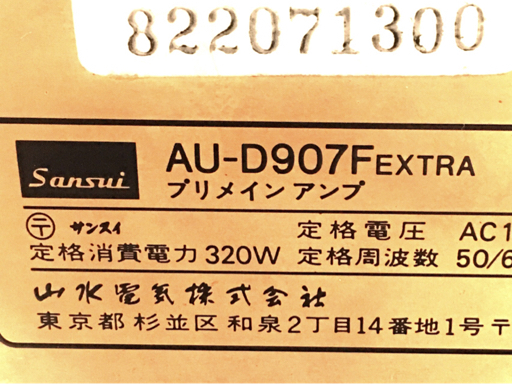 822071300
Sansui
AU-D907F EXTRA
プリメインアンプ
〒 サンスイ
定格電圧 AC1
定格消費電力 320W 定格周波数 50/6
山水電気株式会社
東京都杉並区和泉2丁目14番地1号 〒